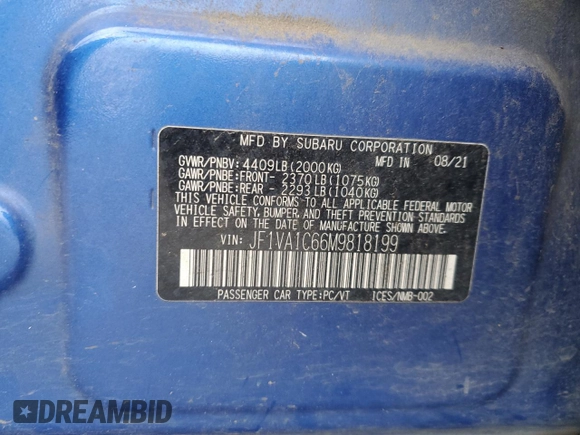 MFD BY SUBARU CORPORATION
GVWR/PNBV: 4409LB(2000KG) MFD IN 08/21
GAWR/PNBE:FRONT- 2370LB(1075KG)
GAWR/PNBE:REAR - 2293LB(1040KG)
THIS VEHICLE CONFORMS TO ALL APPLICABLE FEDERAL MOTOR
VEHICLE SAFETY, BUMPER, AND THEFT PREVENTION STANDARDS
IN EFFECT ON THE DATE OF MANUFACTURE SHOWN ABOVE.
VIN: JF1VA1C66M9818199
PASSENGER CAR TYPE:PC/VT ICES/NMB-002
DREAMBID